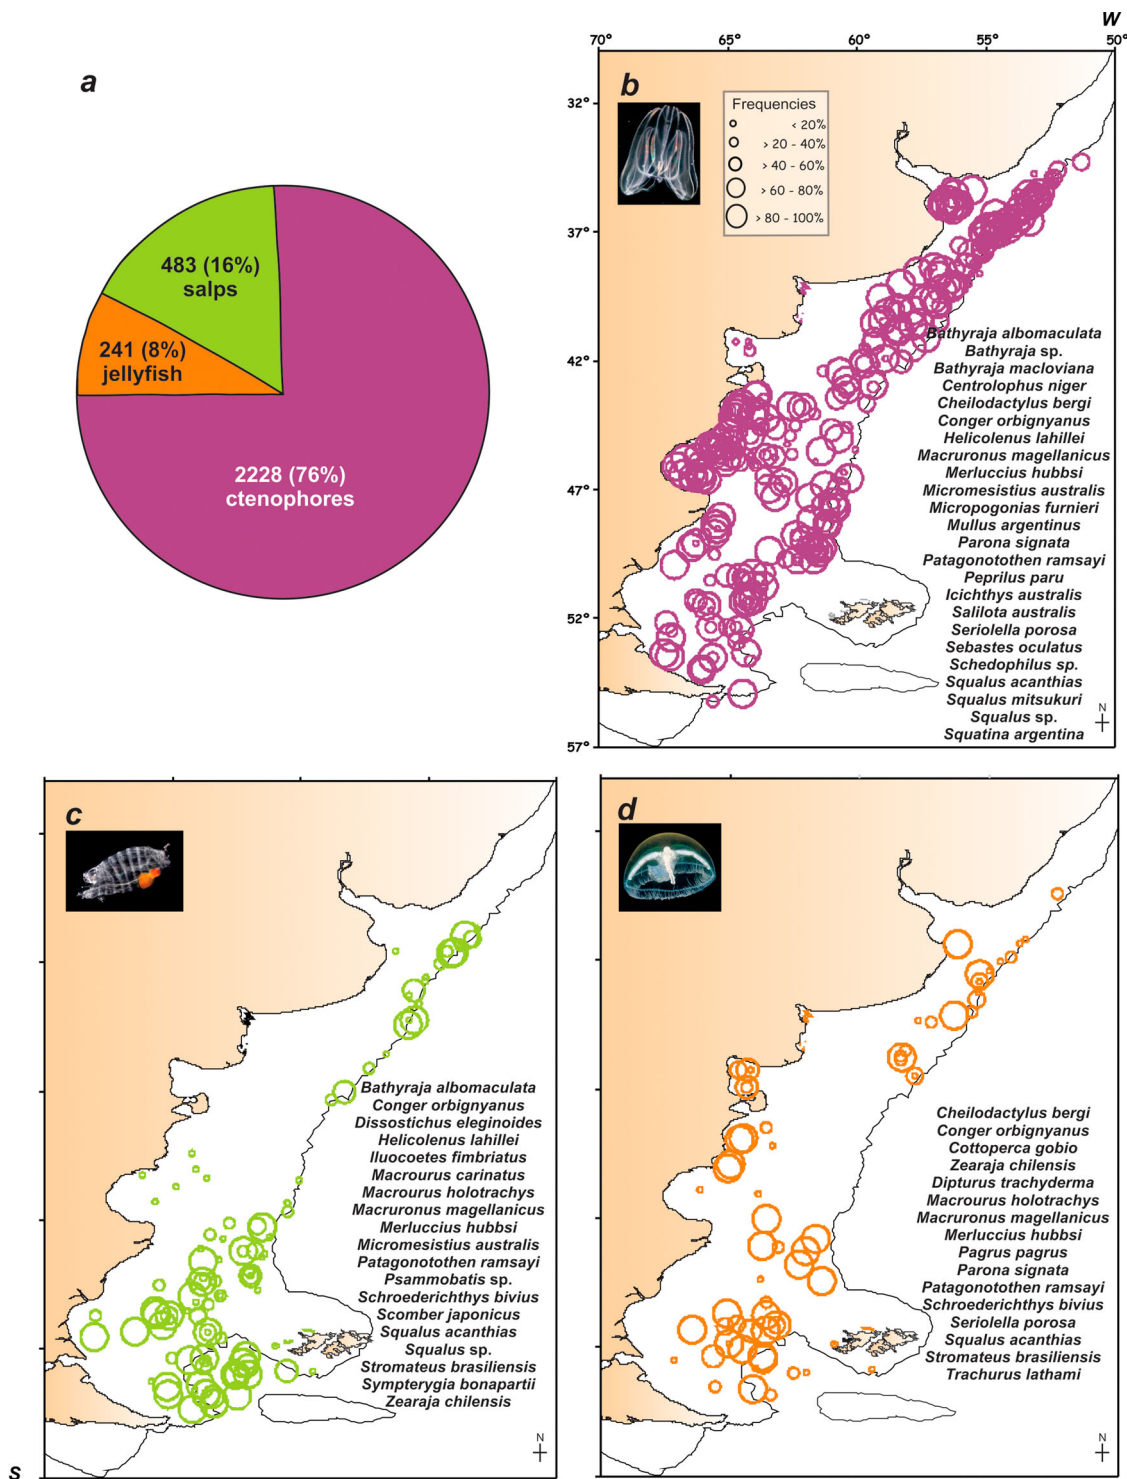 a
483 (16%)
salps
241 (8%)
jellyfish
2228 (76%)
ctenophores
W
70°
65°
60°
55°
50°
b
Frequencies
< 20%
> 20 - 40%
> 40 - 60%
> 60 - 80%
> 80 - 100%
32°
37°
42°
47°
52°
57°
Bathyraja albomaculata
Bathyraja sp.
Bathyraja macloviana
Centrolophus niger
Cheilodactylus bergi
Conger orbignyanus
Helicolenus lahillei
Macruronus magellanicus
Merluccius hubbsi
Micromesistius australis
Micropogonias furnieri
Mullus argentinus
Parona signata
Patagonotothen ramsayi
Peprilus paru
Icichthys australis
Salilota australis
Seriolella porosa
Sebastes oculatus
Schedophilus sp.
Squalus acanthias
Squalus mitsukuri
Squalus sp.
Squatina argentina
N
c
Bathyraja albomaculata
Conger orbignyanus
Dissostichus eleginoides
Helicolenus lahillei
Iluocoetes fimbriatus
Macrourus carinatus
Macrourus holotrachys
Macruronus magellanicus
Merluccius hubbsi
Micromesistius australis
Patagonotothen ramsayi
Psammobatis sp.
Schroederichthys bivius
Scomber japonicus
Squalus acanthias
Squalus sp.
Stromateus brasiliensis
Sympterygia bonapartii
Zearaja chilensis
N
S
d
Cheilodactylus bergi
Conger orbignyanus
Cottoperca gobio
Zearaja chilensis
Dipturus trachyderma
Macrourus holotrachys
Macruronus magellanicus
Merluccius hubbsi
Pagrus pagrus
Parona signata
Patagonotothen ramsayi
Schroederichthys bivius
Seriolella porosa
Squalus acanthias
Stromateus brasiliensis
Trachurus lathami
N